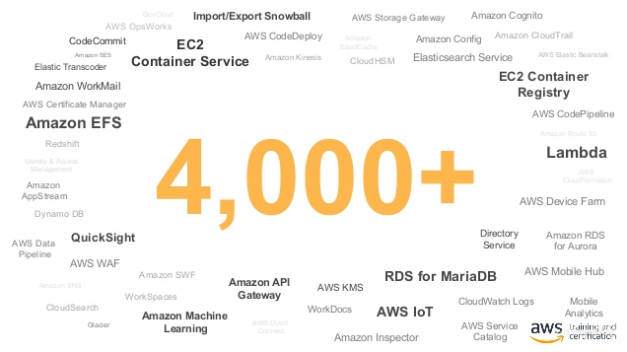 GovCloud
Import/Export Snowball
AWS Storage Gateway
Amazon Cognito
AWS OpsWorks
CodeCommit
EC2
Container Service
AWS CodeDeploy
Amazon
ElastiCache
Amazon Config
Amazon CloudTrail
Amazon SES
Elastic Transcoder
Amazon Kinesis
CloudHSM
Elasticsearch Service
AWS Elastic Beanstalk
Amazon WorkMail
EC2 Container
Registry
AWS Certificate Manager
AWS CodePipeline
Amazon EFS
Amazon Route 53
Redshift
Lambda
Identity & Access
Management
4,000+
AWS
CloudFormation
Amazon
AppStream
AWS Device Farm
Dynamo DB
QuickSight
Directory
Service
Amazon RDS
for Aurora
AWS Data
Pipeline
AWS WAF
Amazon SWF
RDS for MariaDB
AWS Mobile Hub
Amazon SNS
Amazon API
Gateway
AWS KMS
WorkSpaces
CloudSearch
WorkDocs
AWS IoT
CloudWatch Logs
Mobile
Analytics
Glacier
Amazon Machine
Learning
AWS Direct
Connect
Amazon Inspector
AWS Service
Catalog
aws training and
certification